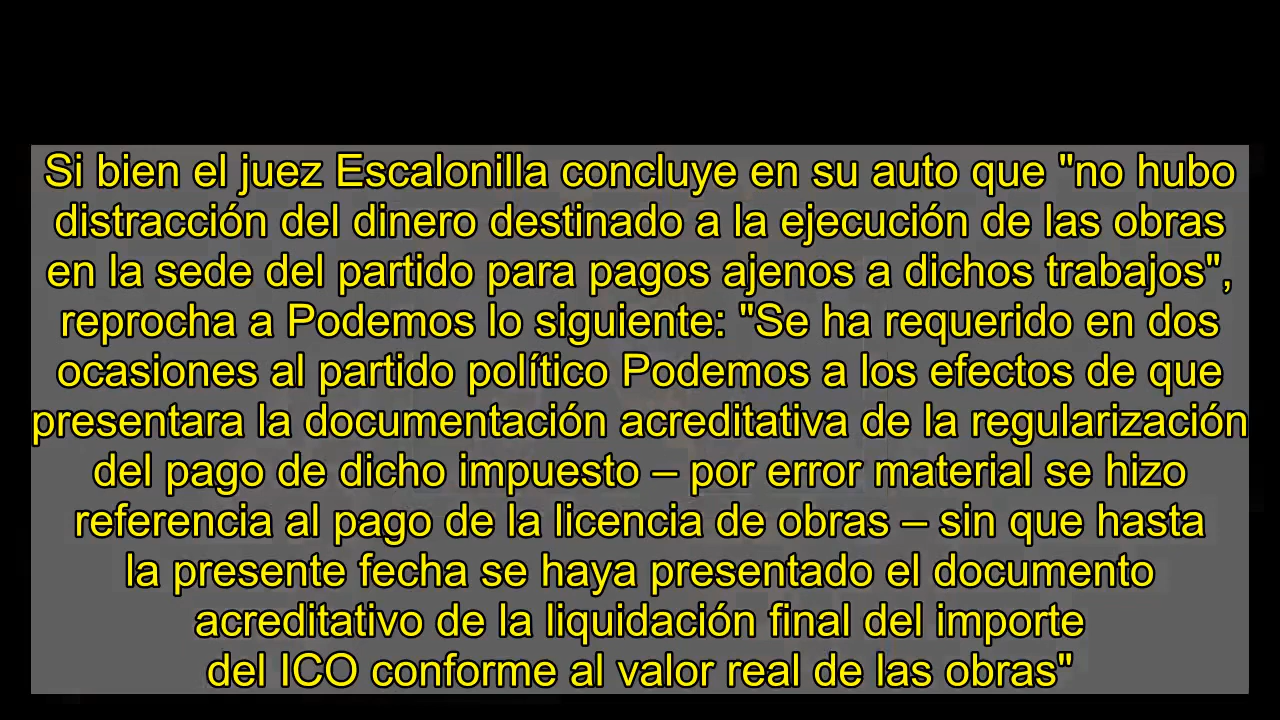 Si bien el juez Escalonilla concluye en su auto que "no hubo
distracción del dinero destinado a la ejecución de las obras
en la sede del partido para pagos ajenos a dichos trabajos",
reprocha a Podemos lo siguiente: "Se ha requerido en dos
ocasiones al partido político Podemos a los efectos de que
presentara la documentación acreditativa de la regularización
del pago de dicho impuesto – por error material se hizo
referencia al pago de la licencia de obras – sin que hasta
la presente fecha se haya presentado el documento
acreditativo de la liquidación final del importe
del ICO conforme al valor real de las obras"